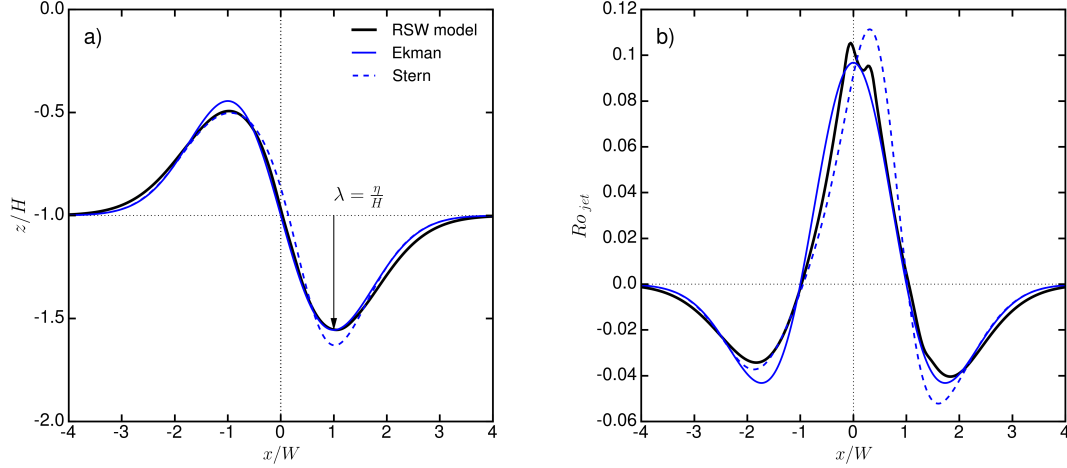 a)
RSW model
Ekman
Stern
λ = η/H
0.0
-0.5
-1.0
-1.5
-2.0
z/H
-4 -3 -2 -1 0 1 2 3 4
x/W
b)
0.12
0.1
0.08
0.06
0.04
0.02
0.0
-0.02
-0.04
-0.06
Ro jet
-4 -3 -2 -1 0 1 2 3 4
x/W